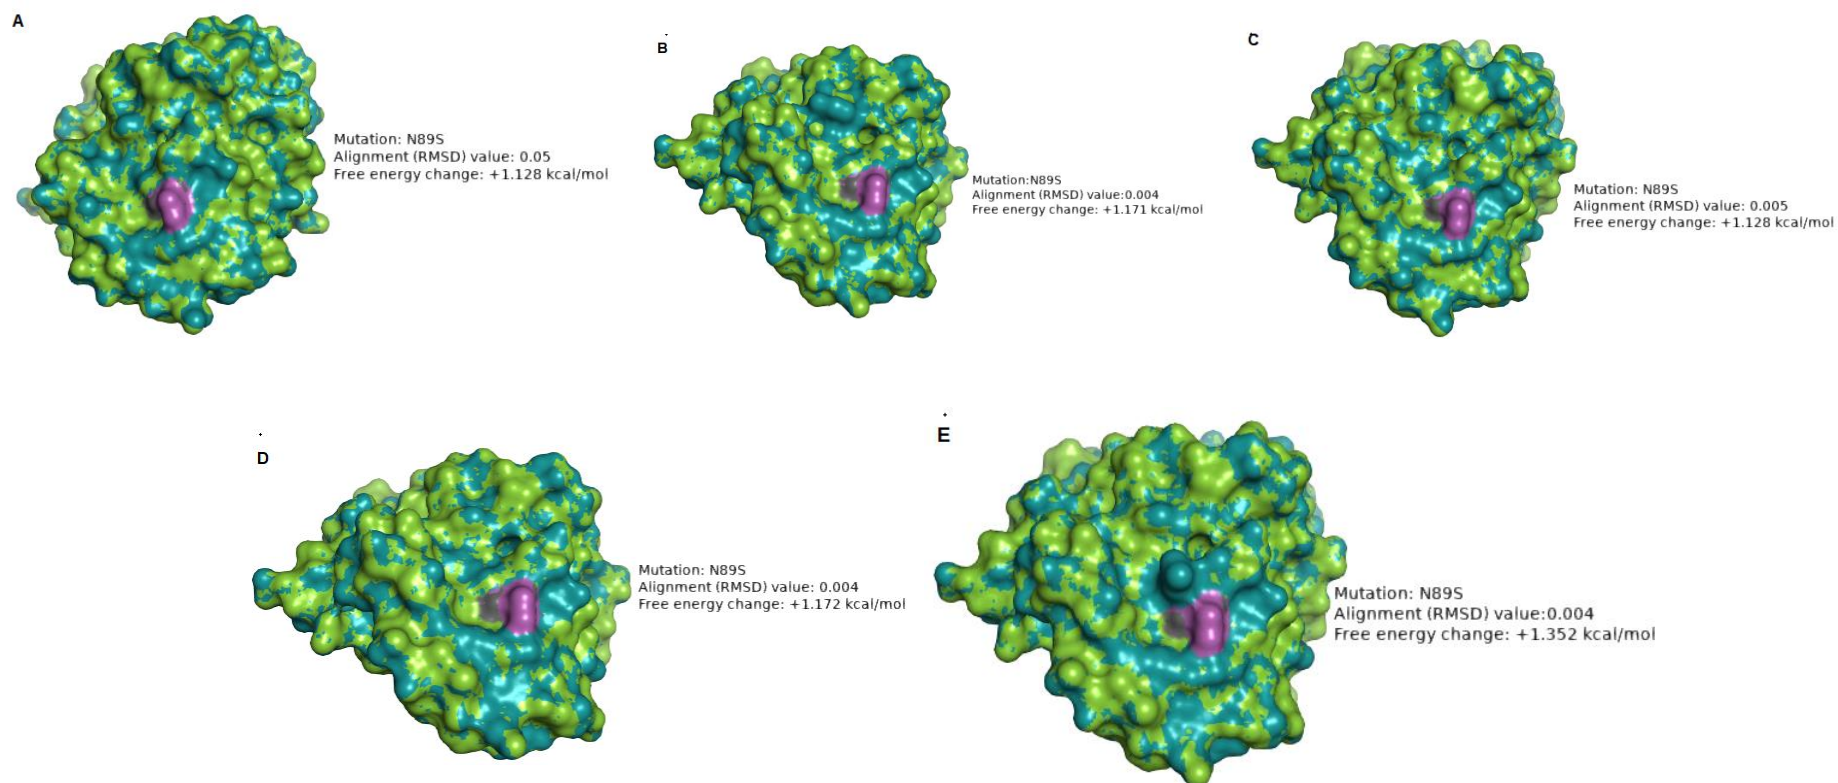 A
Mutation: N89S
Alignment (RMSD) value: 0.05
Free energy change: +1.128 kcal/mol
B
Mutation:N89S
Alignment (RMSD) value:0.004
Free energy change: +1.171 kcal/mol
C
Mutation: N89S
Alignment (RMSD) value: 0.005
Free energy change: +1.128 kcal/mol
D
Mutation: N89S
Alignment (RMSD) value: 0.004
Free energy change: +1.172 kcal/mol
E
Mutation: N89S
Alignment (RMSD) value:0.004
Free energy change: +1.352 kcal/mol